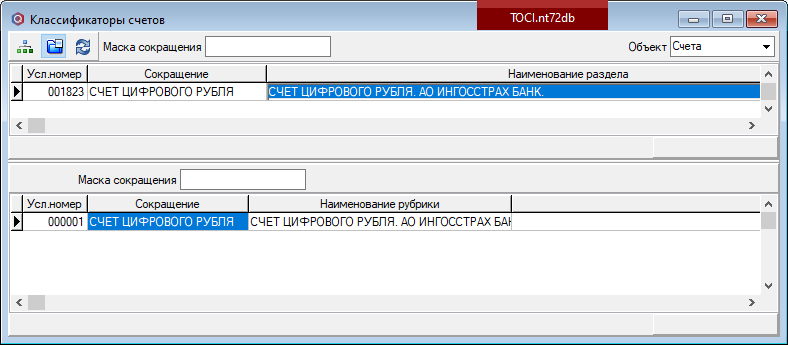 Классификаторы счетов
TOCI.nt72db
Маска сокращения
Объект Счета
Усл.номер Сокращение Наименование раздела
001823 СЧЕТ ЦИФРОВОГО РУБЛЯ СЧЕТ ЦИФРОВОГО РУБЛЯ. АО ИНГОССТРАХ БАНК.
Маска сокращения
Усл.номер Сокращение Наименование рубрики
000001 СЧЕТ ЦИФРОВОГО РУБЛЯ СЧЕТ ЦИФРОВОГО РУБЛЯ. АО ИНГОССТРАХ БАН